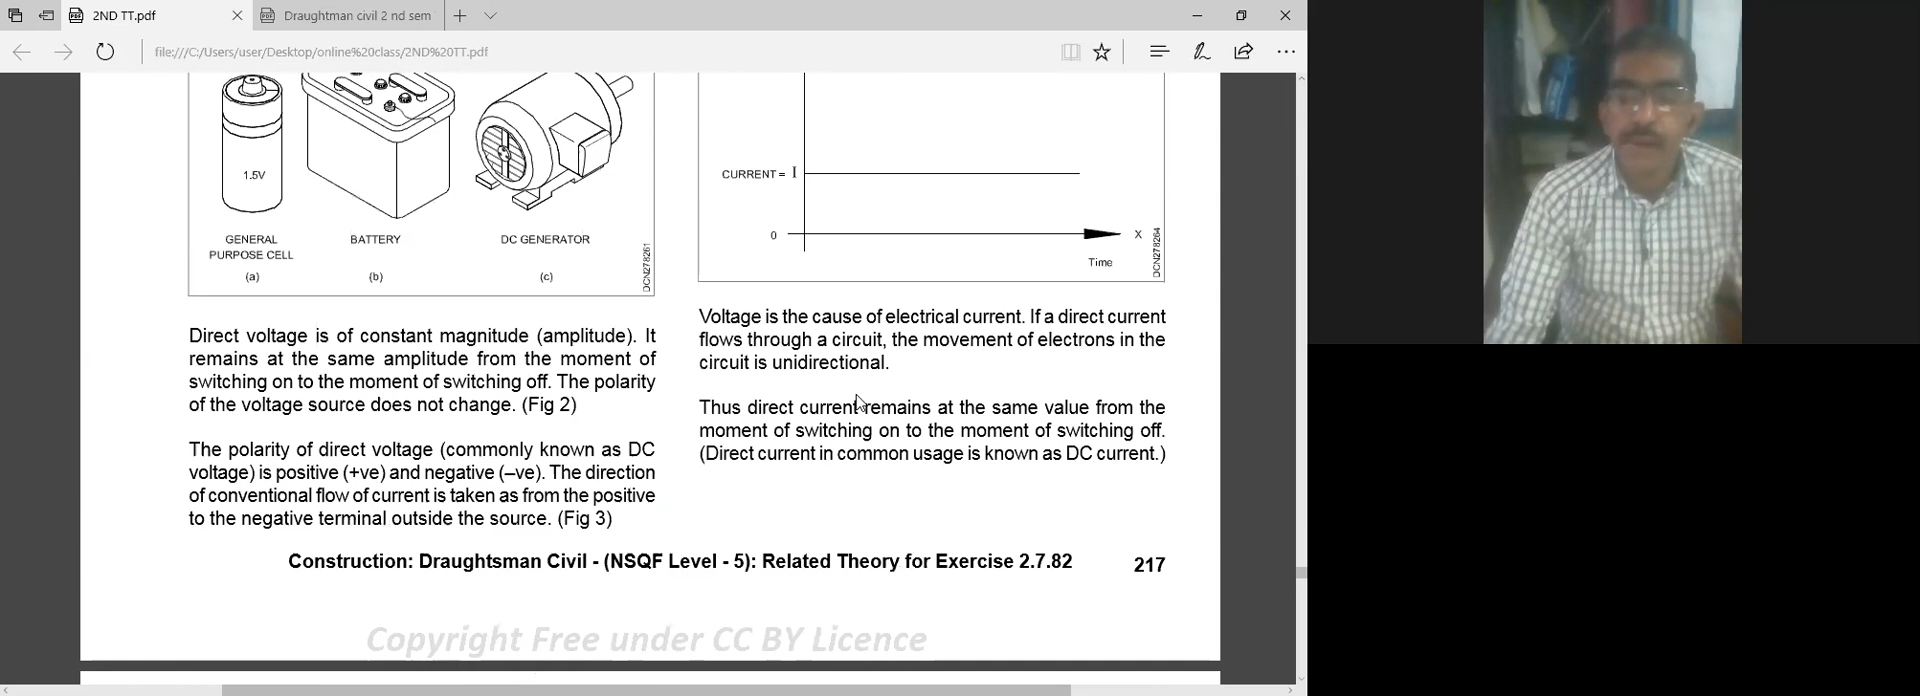 2ND TT.pdf
Draughtman civil 2 nd sem
file:///C:/Users/user/Desktop/online%20class/2ND%20TT.pdf
1.5V
GENERAL
PURPOSE CELL
(a)
BATTERY
(b)
DC GENERATOR
(c)
DCN278261
CURRENT = I
0
X
Time
DCN278264
Direct voltage is of constant magnitude (amplitude). It
remains at the same amplitude from the moment of
switching on to the moment of switching off. The polarity
of the voltage source does not change. (Fig 2)
The polarity of direct voltage (commonly known as DC
voltage) is positive (+ve) and negative (–ve). The direction
of conventional flow of current is taken as from the positive
to the negative terminal outside the source. (Fig 3)
Voltage is the cause of electrical current. If a direct current
flows through a circuit, the movement of electrons in the
circuit is unidirectional.
Thus direct current remains at the same value from the
moment of switching on to the moment of switching off.
(Direct current in common usage is known as DC current.)
Construction: Draughtsman Civil - (NSQF Level - 5): Related Theory for Exercise 2.7.82
217
Copyright Free under CC BY Licence